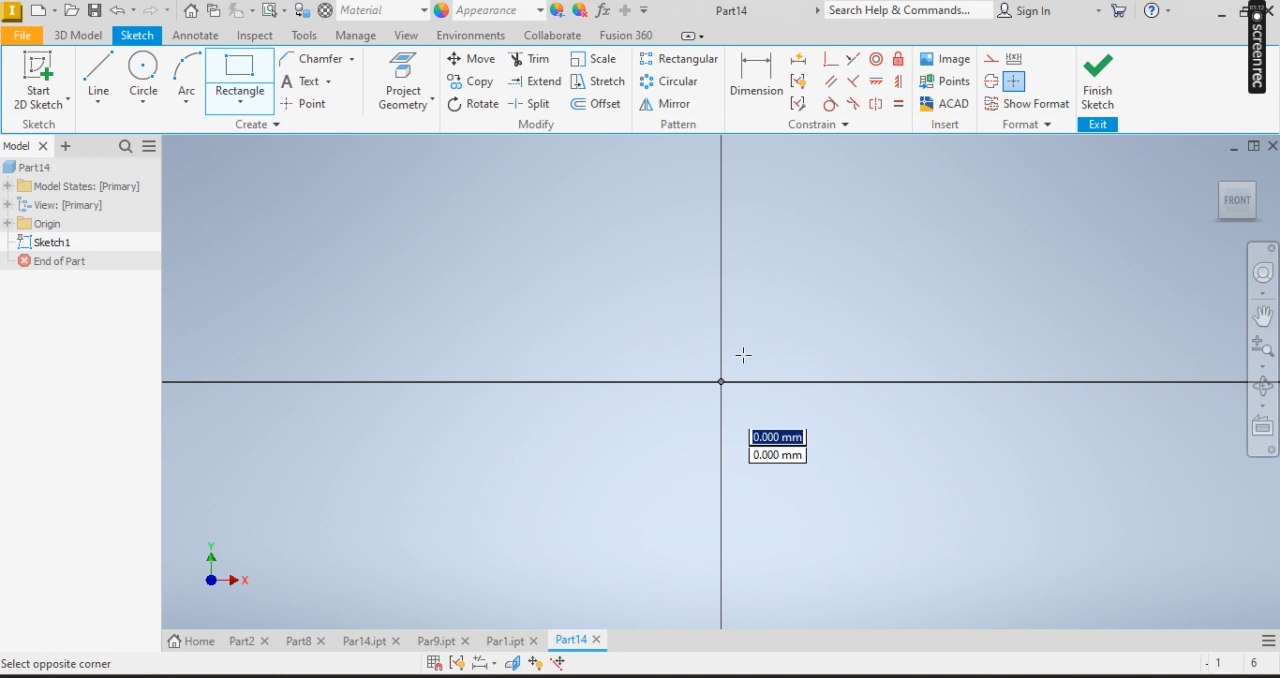 I Material Appearance fx Part14 Search Help & Commands... Sign In ?
File 3D Model Sketch Annotate Inspect Tools Manage View Environments Collaborate Fusion 360
Start
2D Sketch
Line
Circle
Arc
Rectangle
Chamfer
A Text
Point
Project
Geometry
Move Trim Scale
Copy Extend Stretch
Rotate Split Offset
Rectangular
Circular
Mirror
Dimension
Image
Points
ACAD
Show Format
Finish
Sketch
Sketch Create Modify Pattern Constrain Insert Format Exit
screenrec
Model
Part14
Model States: [Primary]
View: [Primary]
Origin
Sketch1
End of Part
FRONT
0.000 mm
0.000 mm
Y
X
Home Part2 Part8 Par14.ipt Par9.ipt Par1.ipt Part14
Select opposite corner 1 6